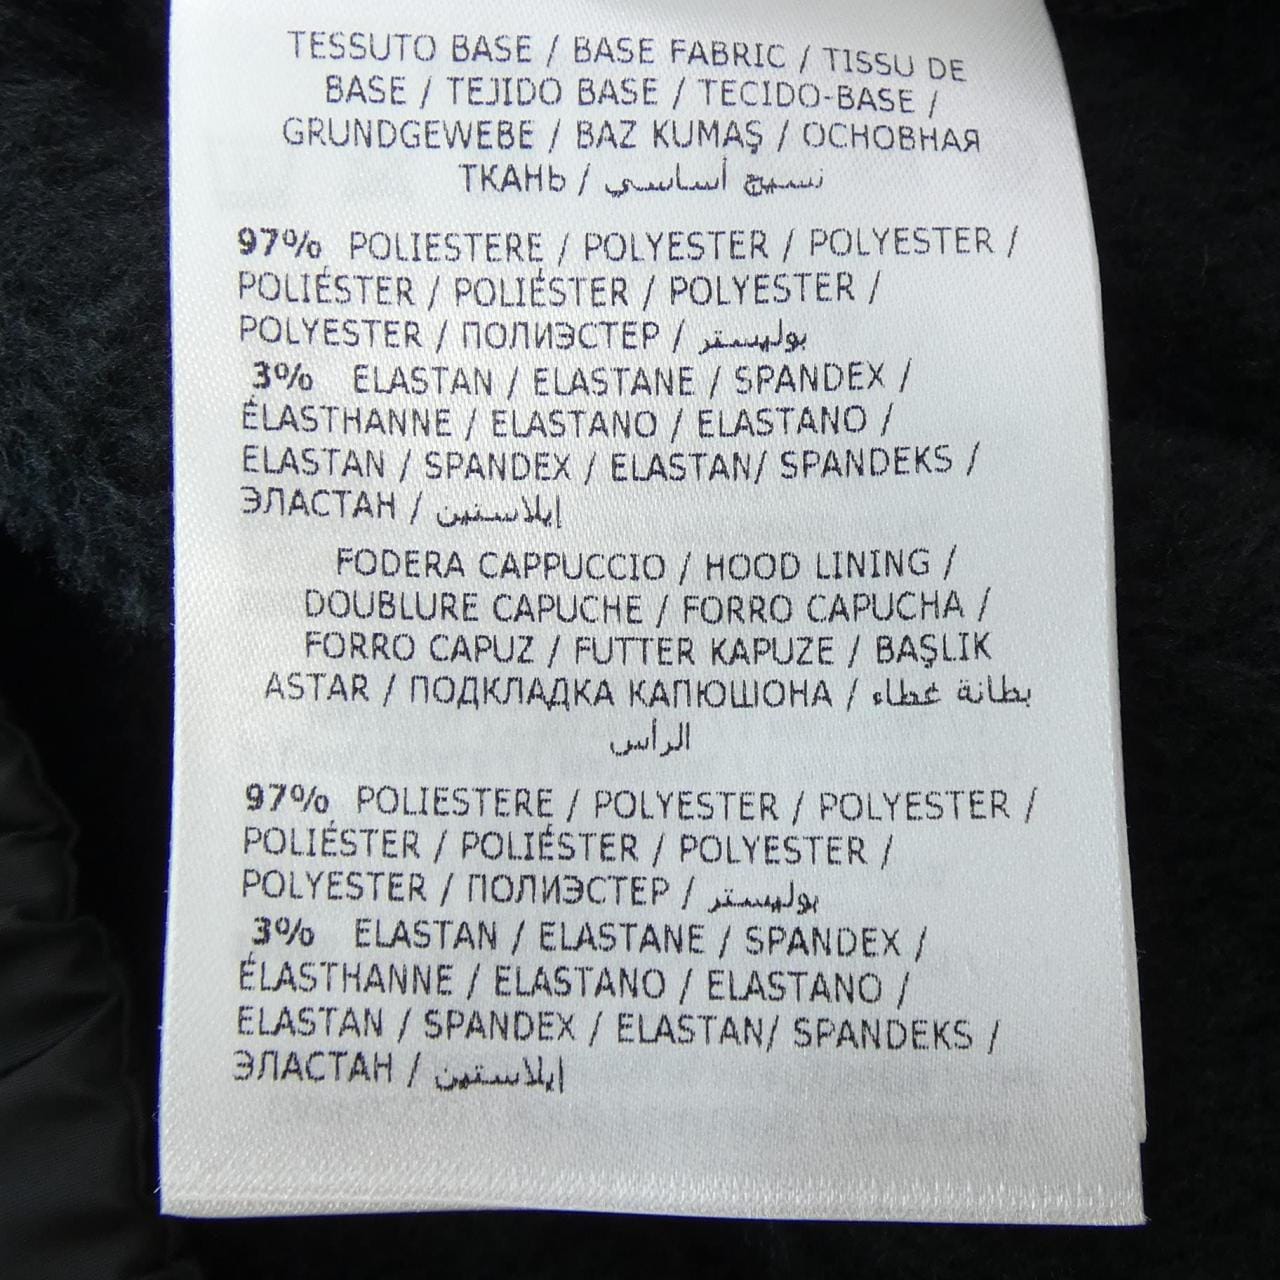 TESSUTO BASE / BASE FABRIC / TISSU DE
BASE / TEJIDO BASE / TECIDO-BASE /
GRUNDGEWEBE / BAZ KUMAŞ / ОСНОВНАЯ
ТКАНЬ / نسيج أساسي
97% POLIESTERE / POLYESTER / POLYESTER /
POLIÉSTER / POLIÉSTER / POLYESTER /
POLYESTER / ПОЛИЭСТЕР / بوليستر
3% ELASTAN / ELASTANE / SPANDEX /
ÉLASTHANNE / ELASTANO / ELASTANO /
ELASTAN / SPANDEX / ELASTAN/ SPANDEKS /
ЭЛАСТАН / إيلاستين
FODERA CAPPUCCIO / HOOD LINING /
DOUBLURE CAPUCHE / FORRO CAPUCHA /
FORRO CAPUZ / FUTTER KAPUZE / BAŞLIK
ASTAR / ПОДКЛАДКА КАПЮШОНА / بطانة غطاء
الرأس
97% POLIESTERE / POLYESTER / POLYESTER /
POLIÉSTER / POLIÉSTER / POLYESTER /
POLYESTER / ПОЛИЭСТЕР / بوليستر
3% ELASTAN / ELASTANE / SPANDEX /
ÉLASTHANNE / ELASTANO / ELASTANO /
ELASTAN / SPANDEX / ELASTAN/ SPANDEKS /
ЭЛАСТАН / إيلاستين